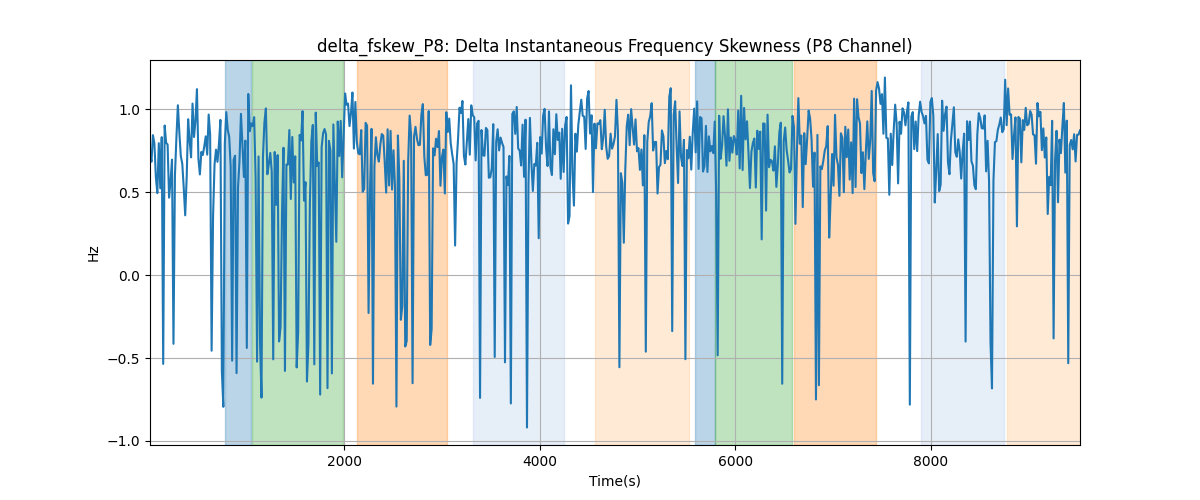 delta_fskew_P8: Delta Instantaneous Frequency Skewness (P8 Channel)
1.0
0.5
0.0
−0.5
−1.0
Hz
2000 4000 6000 8000
Time(s)